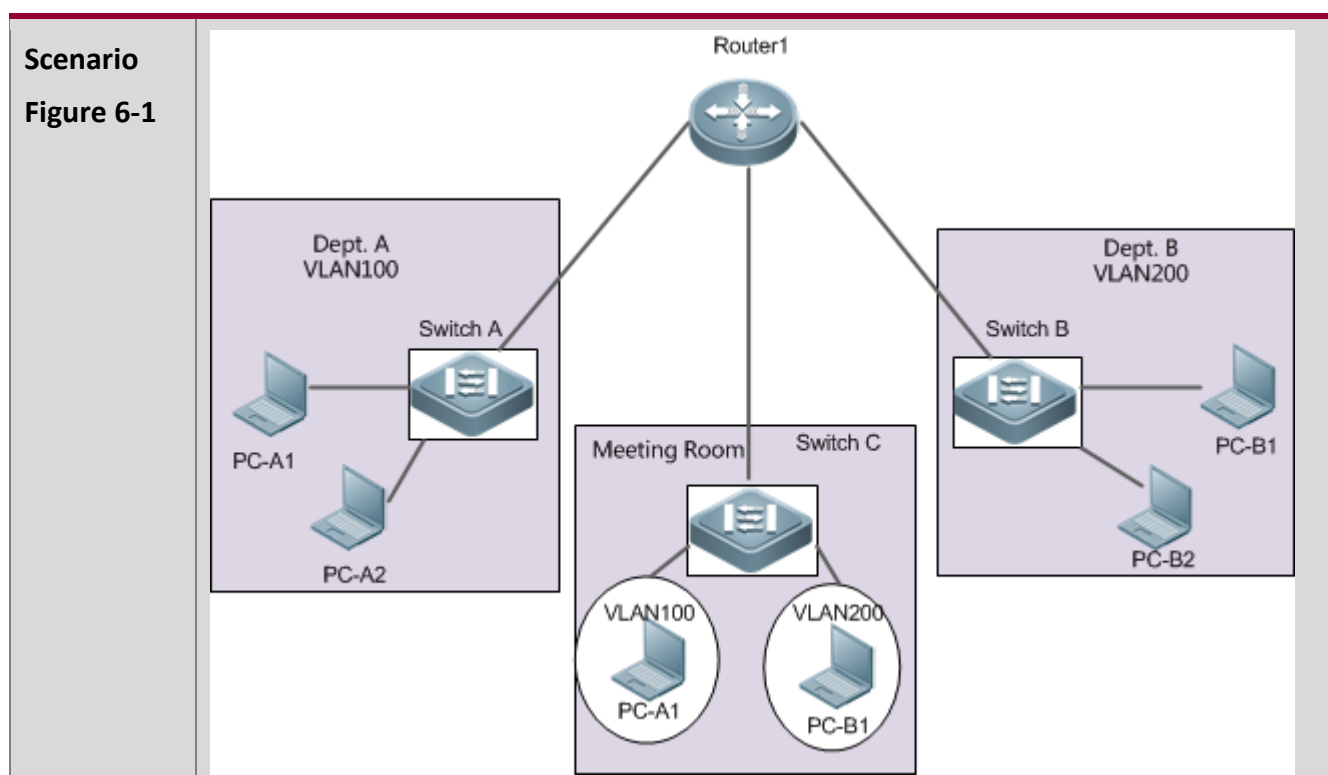 Scenario
Figure 6-1
Router1
Dept. A
VLAN100
Switch A
PC-A1
PC-A2
Meeting Room
Switch C
VLAN100
PC-A1
VLAN200
PC-B1
Dept. B
VLAN200
Switch B
PC-B1
PC-B2